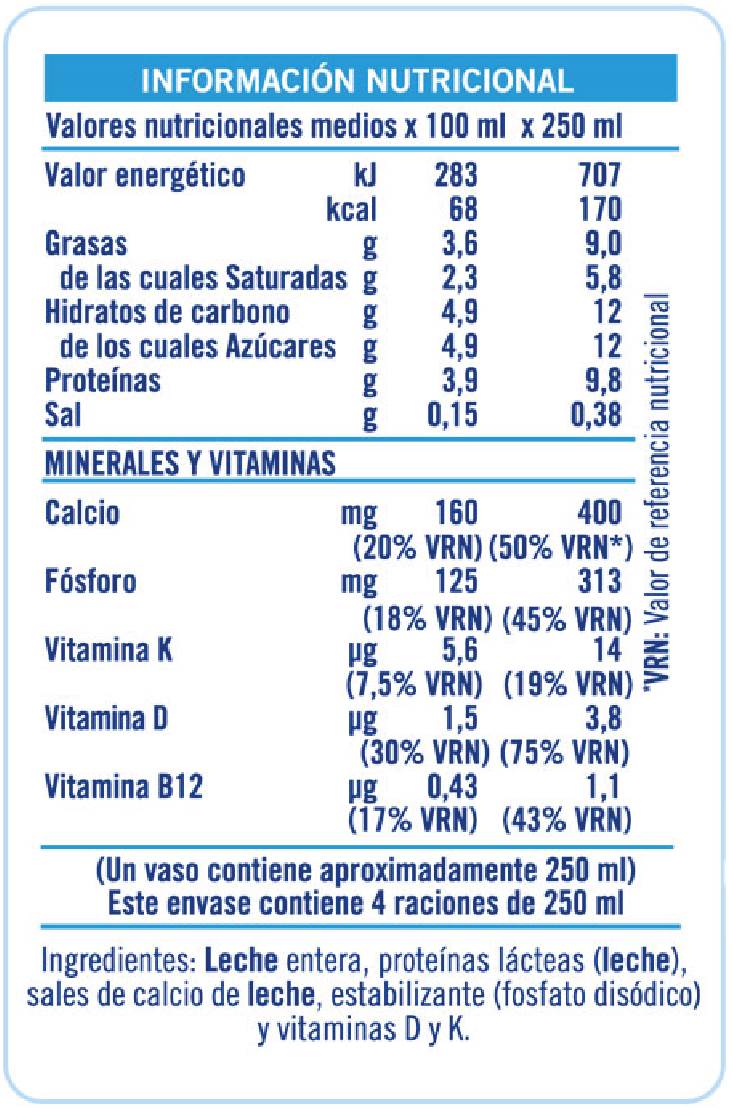 INFORMACIÓN NUTRICIONAL
Valores nutricionales medios x 100 ml x 250 ml
Valor energético kJ 283 707
kcal 68 170
Grasas g 3,6 9,0
de las cuales Saturadas g 2,3 5,8
Hidratos de carbono g 4,9 12
de los cuales Azúcares g 4,9 12
Proteínas g 3,9 9,8
Sal g 0,15 0,38
MINERALES Y VITAMINAS
Calcio mg 160 400
(20% VRN) (50% VRN*)
Fósforo mg 125 313
(18% VRN) (45% VRN)
Vitamina K µg 5,6 14
(7,5% VRN) (19% VRN)
Vitamina D µg 1,5 3,8
(30% VRN) (75% VRN)
Vitamina B12 µg 0,43 1,1
(17% VRN) (43% VRN)
*VRN: Valor de referencia nutricional
(Un vaso contiene aproximadamente 250 ml)
Este envase contiene 4 raciones de 250 ml
Ingredientes: Leche entera, proteínas lácteas (leche),
sales de calcio de leche, estabilizante (fosfato disódico)
y vitaminas D y K.